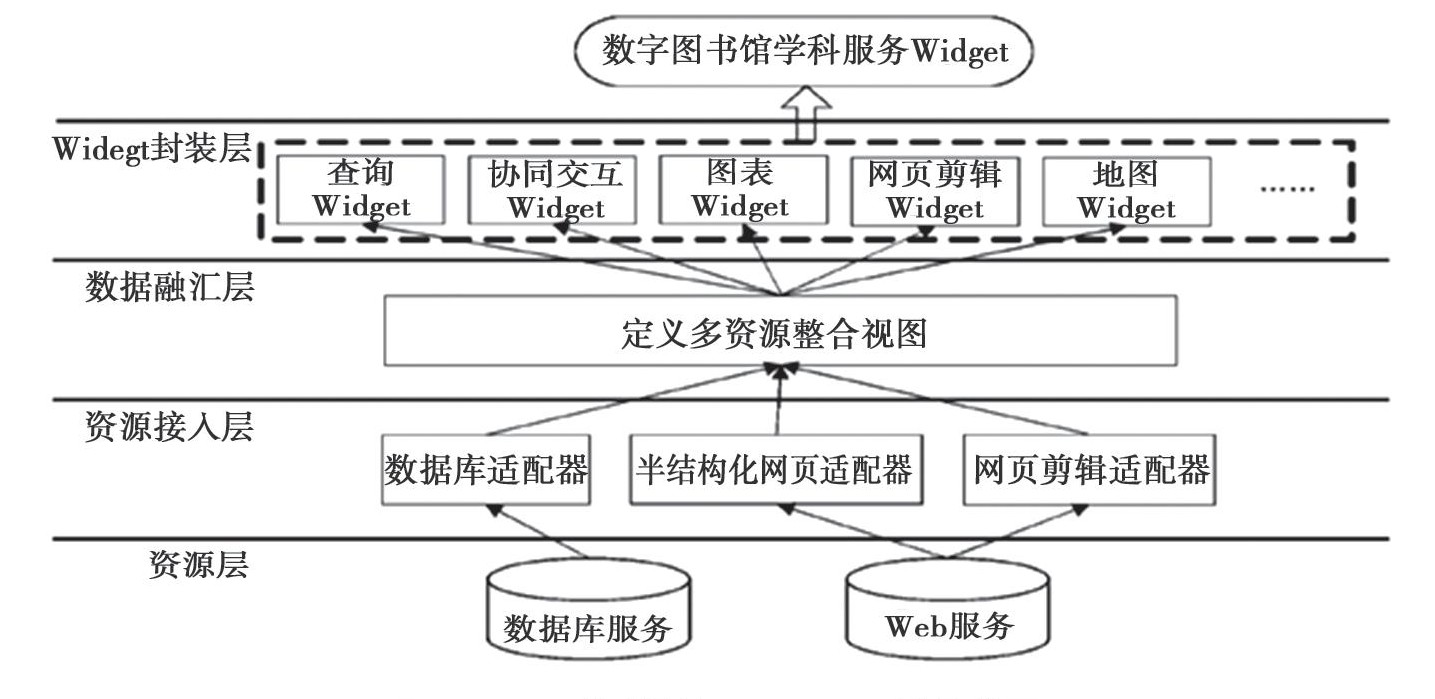 数字图书馆学科服务Widget
Widegt封装层
查询
Widget
协同交互
Widget
图表
Widget
网页剪辑
Widget
地图
Widget
……
数据融汇层
定义多资源整合视图
资源接入层
数据库适配器
半结构化网页适配器
网页剪辑适配器
资源层
数据库服务
Web服务